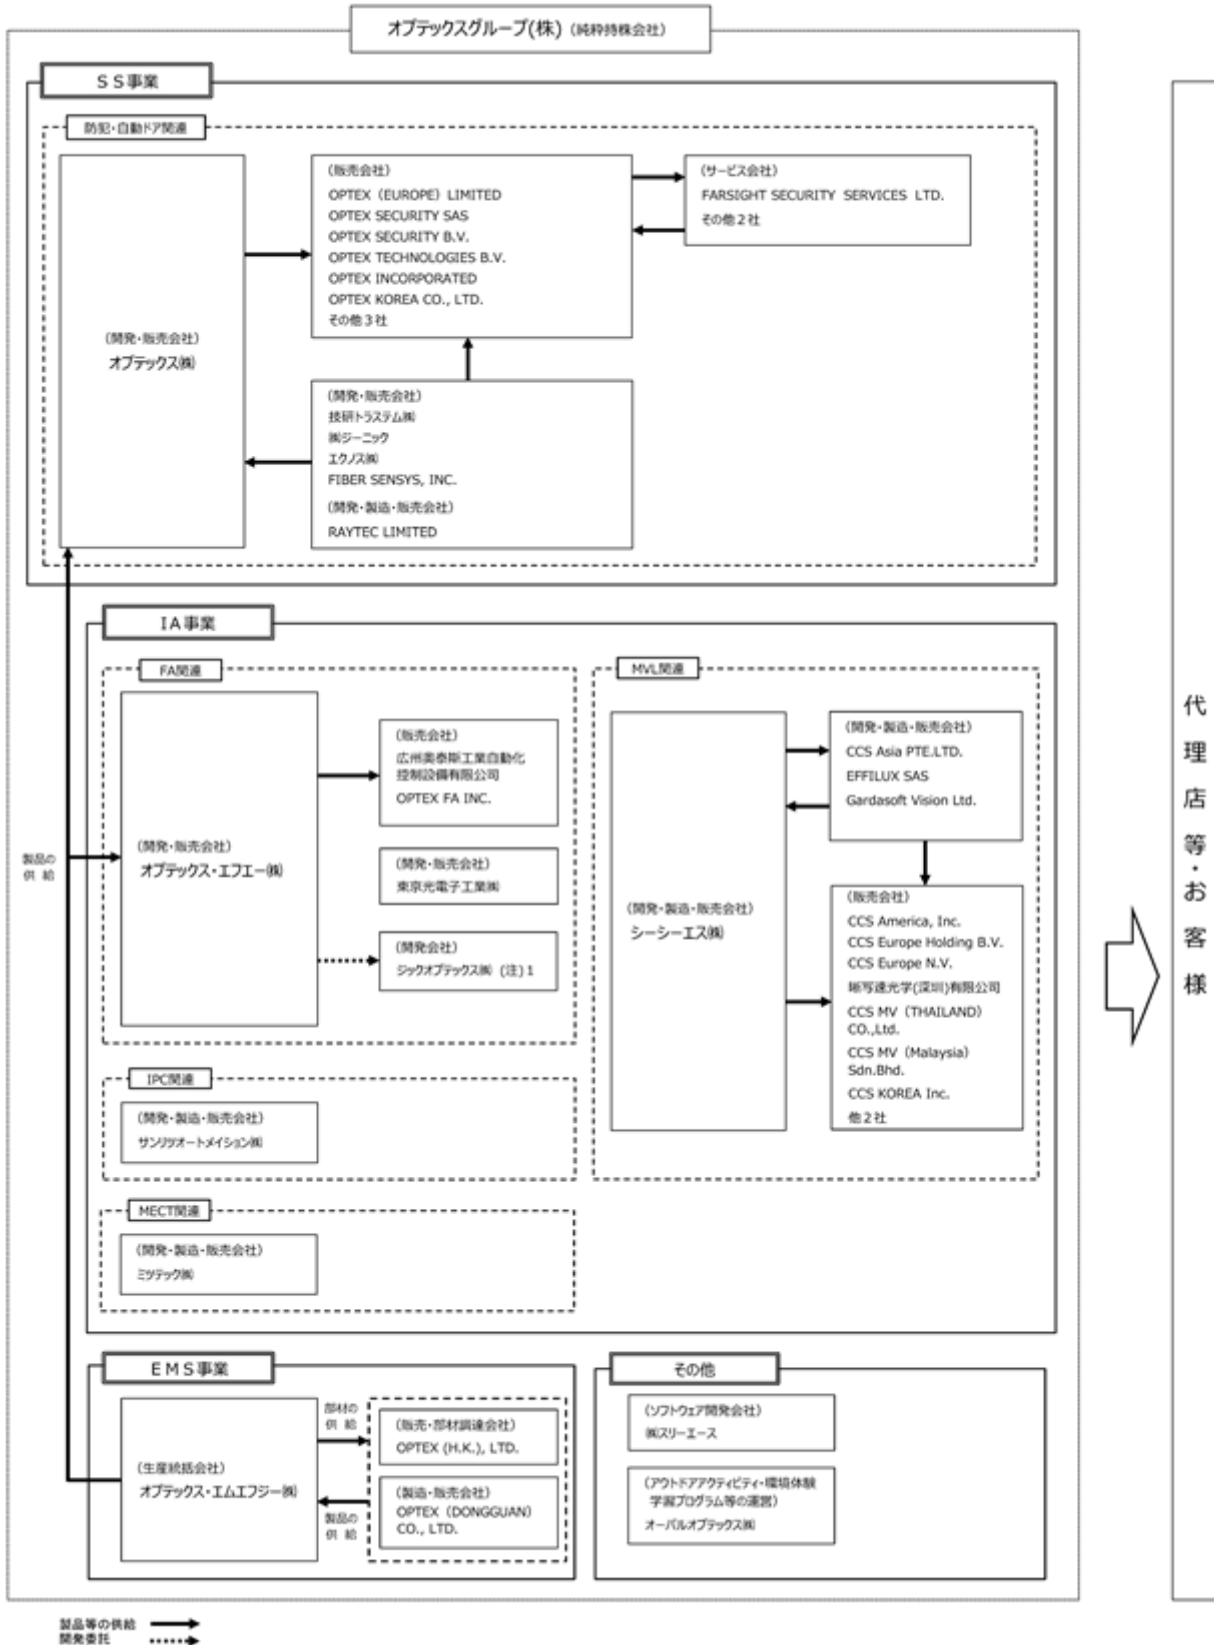 オプテックスグループ(株)（純粋持株会社）
ＳＳ事業
防犯・自動ドア関連
（開発・販売会社）
オプテックス㈱
（販売会社）
OPTEX（EUROPE）LIMITED
OPTEX SECURITY SAS
OPTEX SECURITY B.V.
OPTEX TECHNOLOGIES B.V.
OPTEX INCORPORATED
OPTEX KOREA CO., LTD.
その他３社
（サービス会社）
FARSIGHT SECURITY SERVICES LTD.
その他２社
（開発・販売会社）
技研トラステム㈱
㈱ジーニック
エクノス㈱
FIBER SENSYS, INC.
（開発・製造・販売会社）
RAYTEC LIMITED
ＩＡ事業
FA関連
（開発・販売会社）
オプテックス・エフエー㈱
（販売会社）
広州奥泰斯工業自動化
控制設備有限公司
OPTEX FA INC.
（開発・販売会社）
東京光電子工業㈱
（開発会社）
ジックオプテックス㈱（注）1
IPC関連
（開発・製造・販売会社）
サンリツオートメイション㈱
MECT関連
（開発・製造・販売会社）
ミツテック㈱
MVL関連
（開発・製造・販売会社）
シーシーエス㈱
（開発・製造・販売会社）
CCS Asia PTE.LTD.
EFFILUX SAS
Gardasoft Vision Ltd.
（販売会社）
CCS America, Inc.
CCS Europe Holding B.V.
CCS Europe N.V.
晰写速光学(深圳)有限公司
CCS MV（THAILAND）
CO.,Ltd.
CCS MV（Malaysia）
Sdn.Bhd.
CCS KOREA Inc.
他２社
製品の
供 給
ＥＭＳ事業
（生産統括会社）
オプテックス・エムエフジー㈱
部材の
供 給
製品の
供 給
（販売・部材調達会社）
OPTEX (H.K.), LTD.
（製造・販売会社）
OPTEX（DONGGUAN）
CO., LTD.
その他
（ソフトウェア開発会社）
㈱スリーエース
（アウトドアアクティビティ・環境体験
学習プログラム等の運営）
オーパルオプテックス㈱
代理店等・お客様
製品等の供給
開発委託